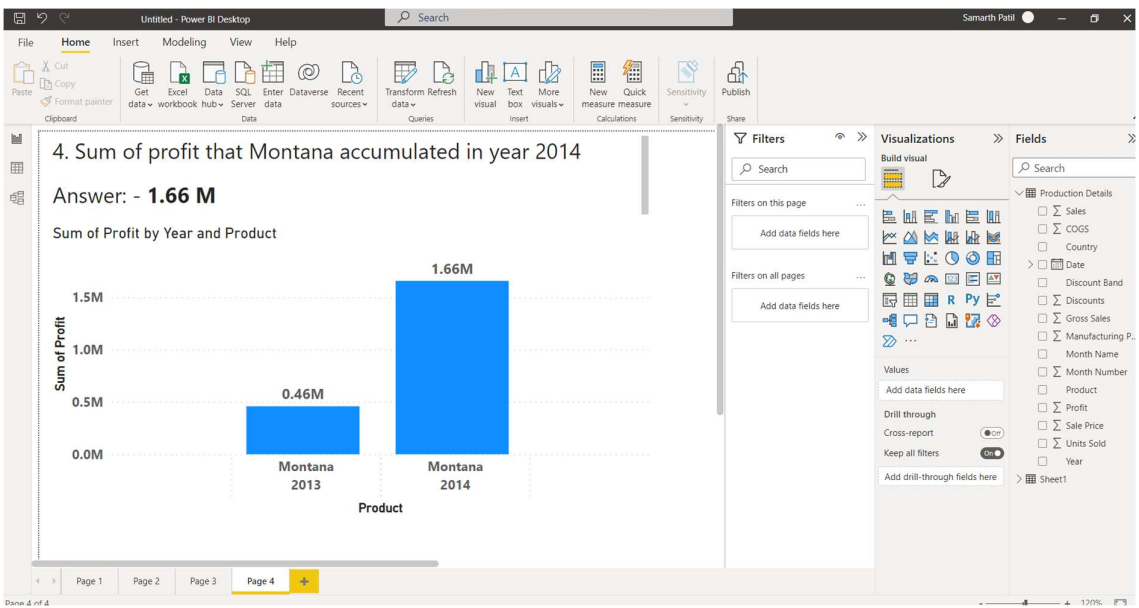 Untitled - Power BI Desktop
Search
Samarth Patil
File Home Insert Modeling View Help
Paste
Cut
Copy
Format painter
Clipboard
Get data
Excel workbook
Data hub
SQL Server
Enter data
Dataverse
Recent sources
Data
Transform data
Refresh
Queries
New visual
Text box
More visuals
Insert
New measure
Quick measure
Calculations
Sensitivity
Sensitivity
Publish
Share
4. Sum of profit that Montana accumulated in year 2014
Answer: - 1.66 M
Sum of Profit by Year and Product
1.66M
1.5M
1.0M
0.46M
0.5M
0.0M
Sum of Profit
Montana 2013
Montana 2014
Product
Filters
Search
Filters on this page
...
Add data fields here
Filters on all pages
...
Add data fields here
Visualizations
Build visual
123
R Py
...
Values
Add data fields here
Drill through
Cross-report
Off
Keep all filters
On
Add drill-through fields here
Fields
Search
Production Details
∑ Sales
∑ COGS
Country
Date
Discount Band
∑ Discounts
∑ Gross Sales
∑ Manufacturing P...
Month Name
∑ Month Number
Product
∑ Profit
∑ Sale Price
∑ Units Sold
Year
Sheet1
Page 1 Page 2 Page 3 Page 4 +
Page 4 of 4
- + 120%